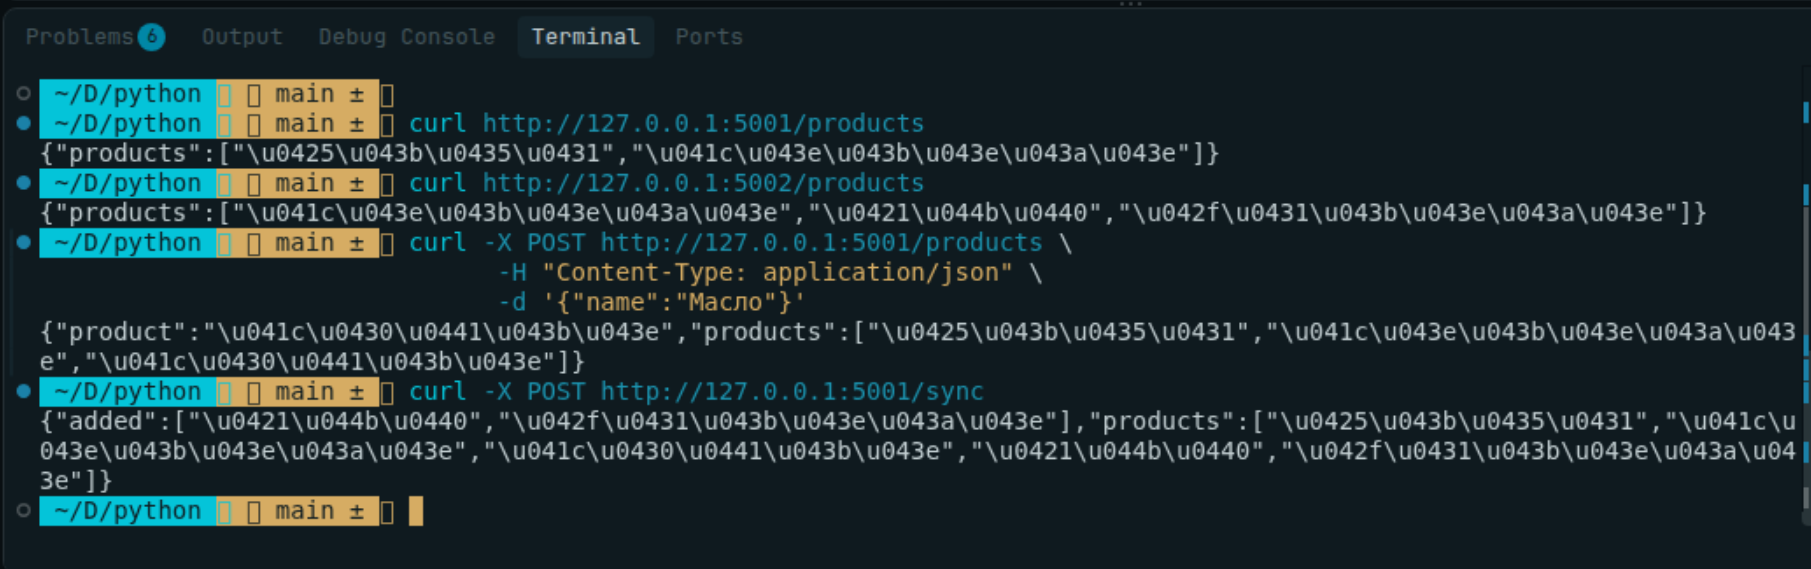 Problems 6 Output Debug Console Terminal Ports
~/D/python main ±
~/D/python main ± curl http://127.0.0.1:5001/products
{"products":["\u0425\u043b\u0435\u0431","\u041c\u043e\u043b\u043e\u043a\u043e"]}
~/D/python main ± curl http://127.0.0.1:5002/products
{"products":["\u041c\u043e\u043b\u043e\u043a\u043e","\u0421\u044b\u0440","\u042f\u0431\u043b\u043e\u043a\u043e"]}
~/D/python main ± curl -X POST http://127.0.0.1:5001/products \
-H "Content-Type: application/json" \
-d '{"name":"Масло"}'
{"product":"\u041c\u0430\u0441\u043b\u043e","products":["\u0425\u043b\u0435\u0431","\u041c\u043e\u043b\u043e\u043a\u043
e","\u041c\u0430\u0441\u043b\u043e"]}
~/D/python main ± curl -X POST http://127.0.0.1:5001/sync
{"added":["\u0421\u044b\u0440","\u042f\u0431\u043b\u043e\u043a\u043e"],"products":["\u0425\u043b\u0435\u0431","\u041c\u
043e\u043b\u043e\u043a\u043e","\u041c\u0430\u0441\u043b\u043e","\u0421\u044b\u0440","\u042f\u0431\u043b\u043e\u043a\u04
3e"]}
~/D/python main ±